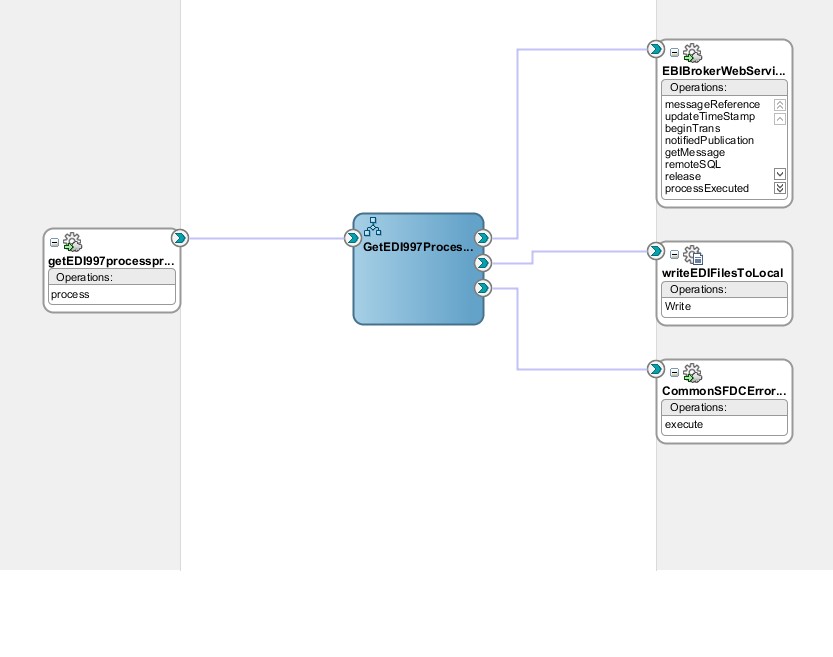 EBIBrokerWebServi...
Operations:
messageReference
updateTimeStamp
beginTrans
notifiedPublication
getMessage
remoteSQL
release
processExecuted
getEDI997processpr...
Operations:
process
GetEDI997Proces...
writeEDIFilesToLocal
Operations:
Write
CommonSFDCError...
Operations:
execute